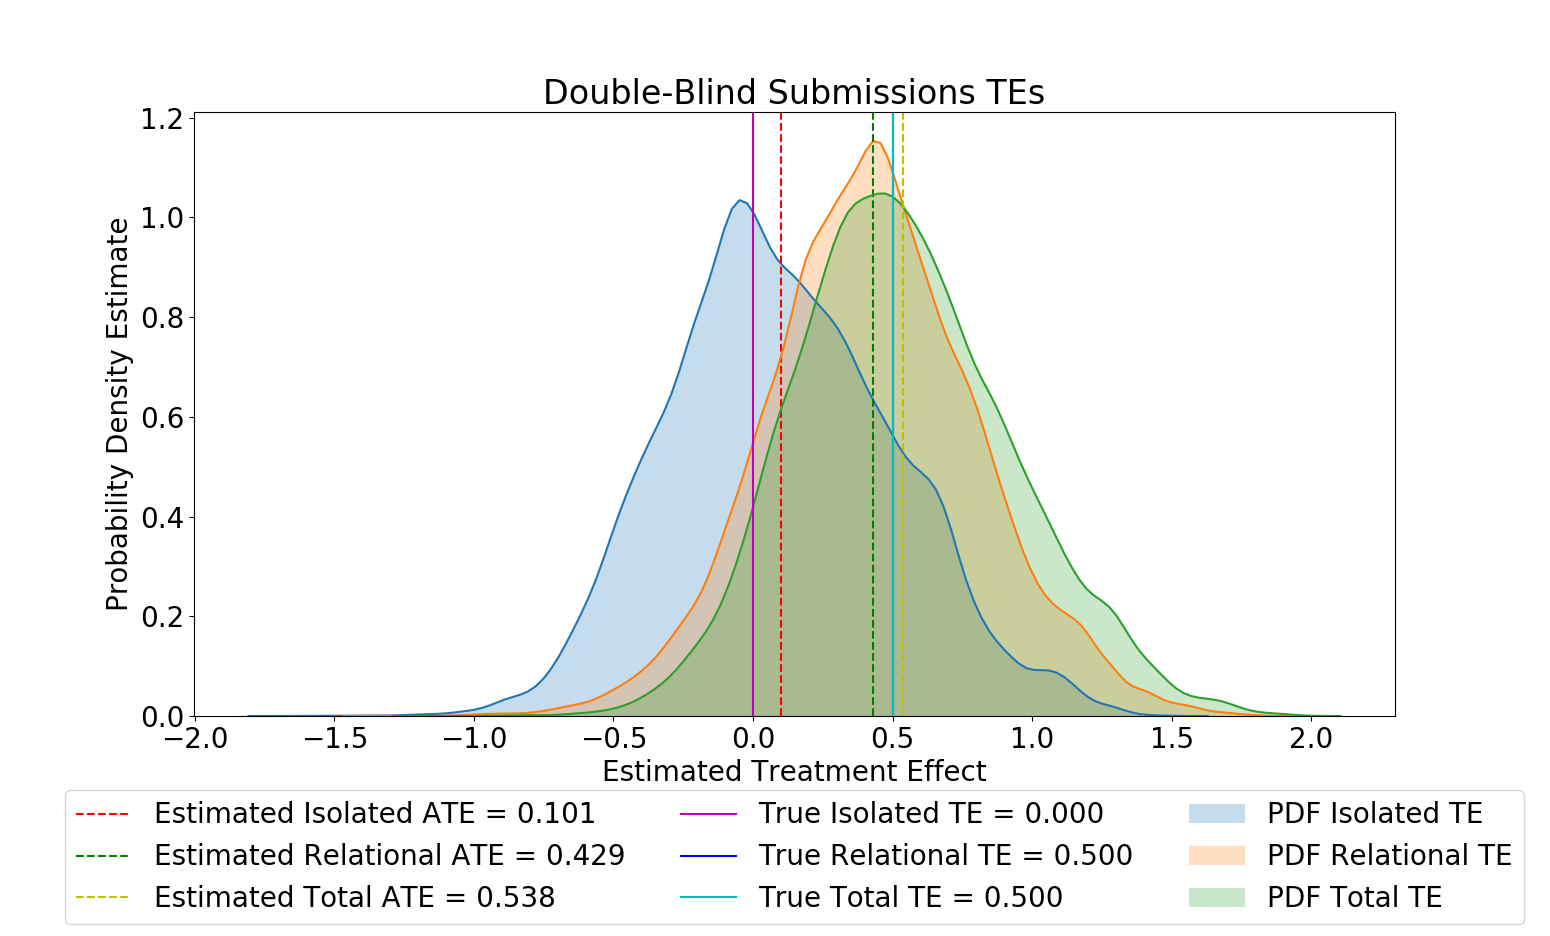 Double-Blind Submissions TEs
1.2
1.0
0.8
0.6
0.4
0.2
0.0
Probability Density Estimate
−2.0 −1.5 −1.0 −0.5 0.0 0.5 1.0 1.5 2.0
Estimated Treatment Effect
Estimated Isolated ATE = 0.101
Estimated Relational ATE = 0.429
Estimated Total ATE = 0.538
True Isolated TE = 0.000
True Relational TE = 0.500
True Total TE = 0.500
PDF Isolated TE
PDF Relational TE
PDF Total TE